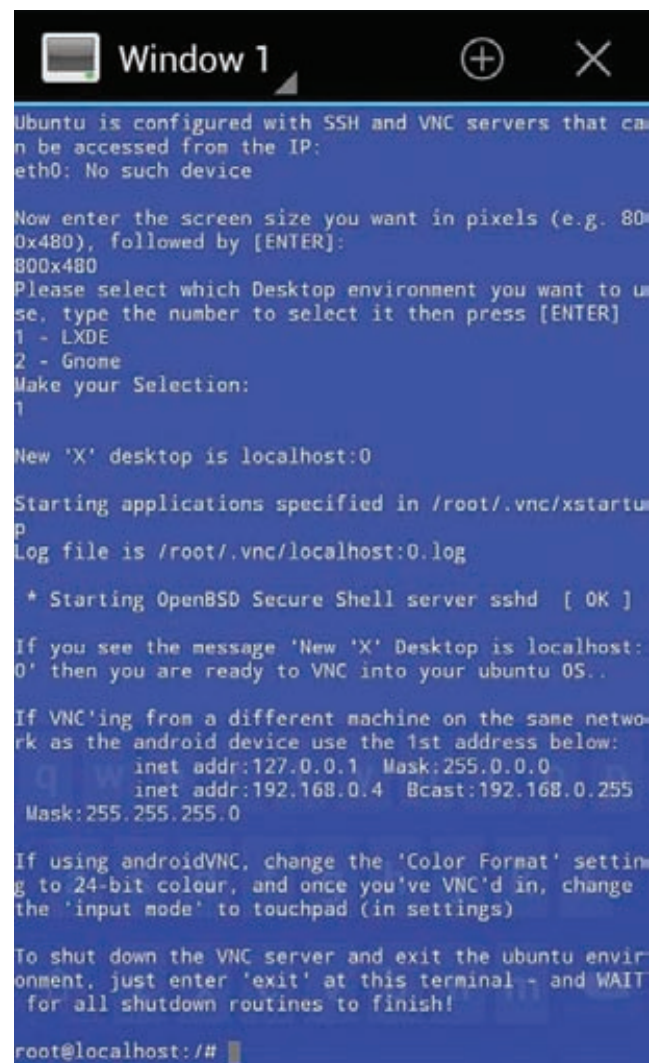 Window 1
Ubuntu is configured with SSH and VNC servers that ca
n be accessed from the IP:
eth0: No such device
Now enter the screen size you want in pixels (e.g. 80
0x480), followed by [ENTER]:
800x480
Please select which Desktop environment you want to u
se, type the number to select it then press [ENTER]
1 - LXDE
2 - Gnome
Make your Selection:
1
New 'X' desktop is localhost:0
Starting applications specified in /root/.vnc/xstartu
p
Log file is /root/.vnc/localhost:0.log
* Starting OpenBSD Secure Shell server sshd [ OK ]
If you see the message 'New 'X' Desktop is localhost:
0' then you are ready to VNC into your ubuntu OS..
If VNC'ing from a different machine on the same netwo
rk as the android device use the 1st address below:
inet addr:127.0.0.1 Mask:255.0.0.0
inet addr:192.168.0.4 Bcast:192.168.0.255
Mask:255.255.255.0
If using androidVNC, change the 'Color Format' settin
g to 24-bit colour, and once you've VNC'd in, change
the 'input mode' to touchpad (in settings)
To shut down the VNC server and exit the ubuntu envir
onment, just enter 'exit' at this terminal - and WAIT
for all shutdown routines to finish!
root@localhost:/#